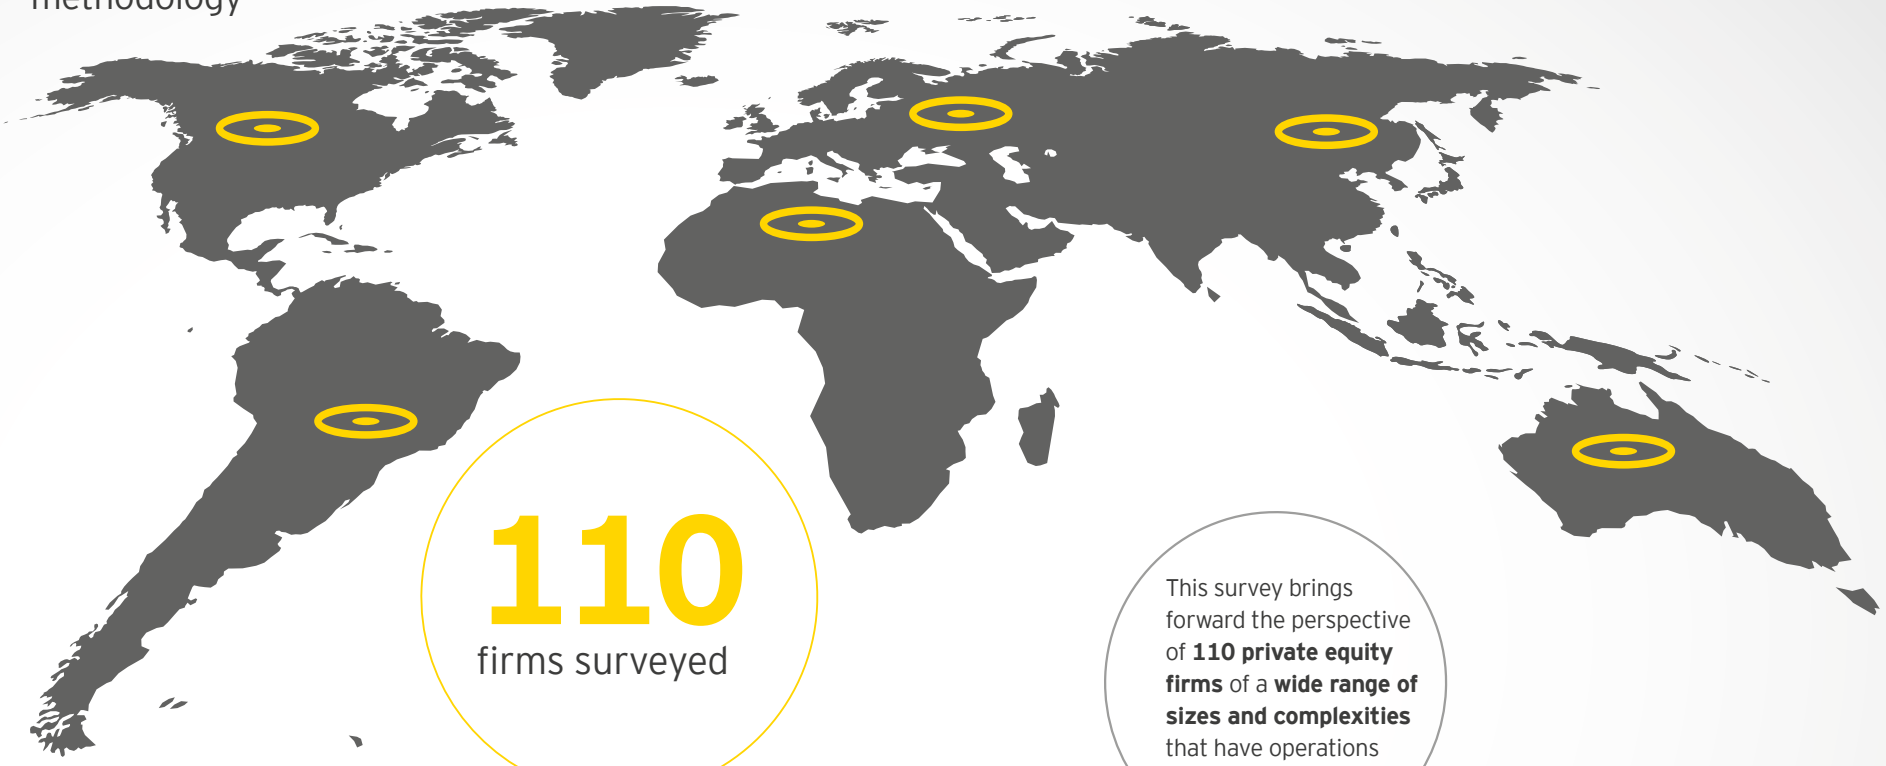 methodology
110
firms surveyed
This survey brings
forward the perspective
of 110 private equity
firms of a wide range of
sizes and complexities
that have operations